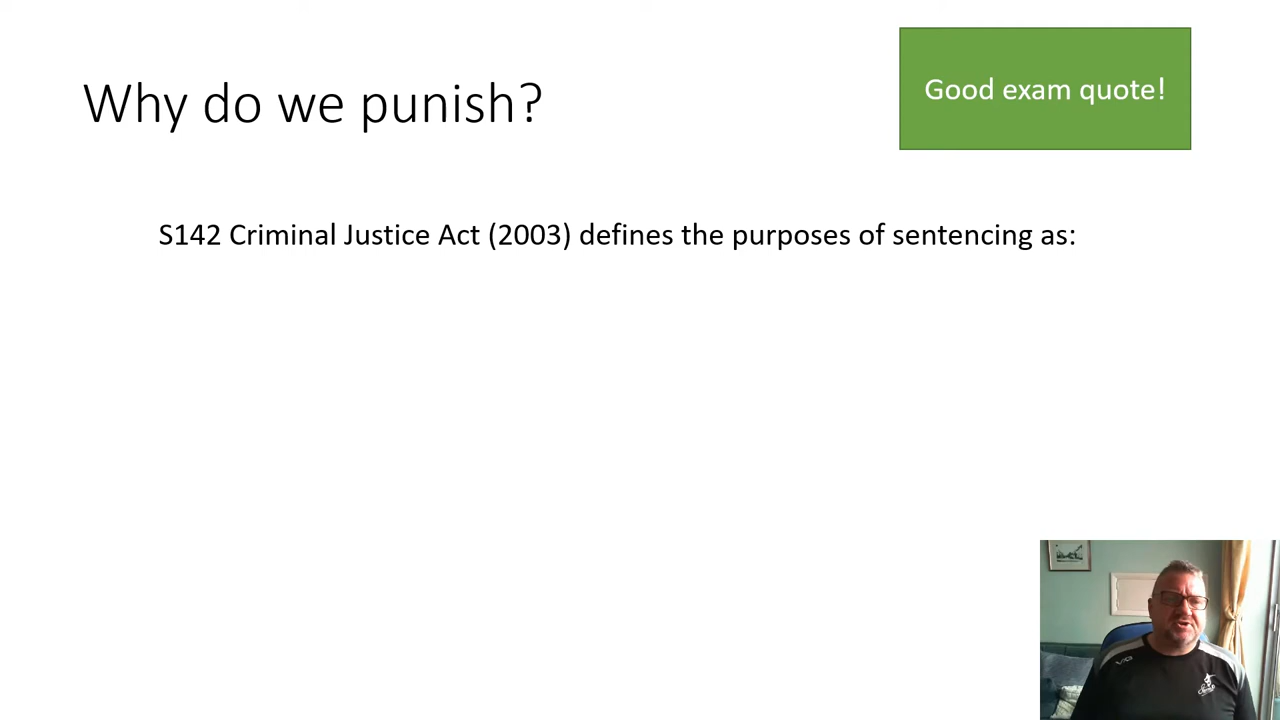 Why do we punish?
Good exam quote!
S142 Criminal Justice Act (2003) defines the purposes of sentencing as: